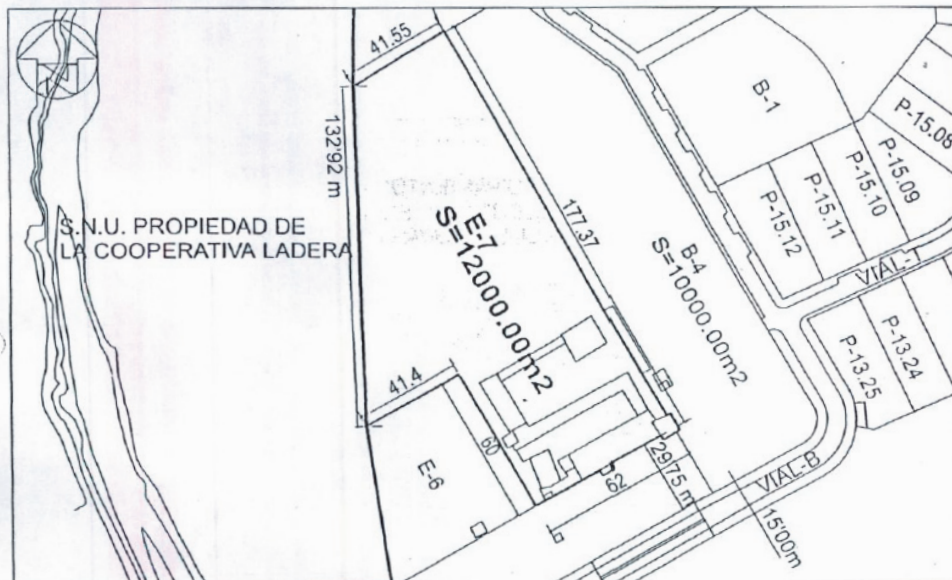 41.55
132'92 m
S.N.U. PROPIEDAD DE
LA COOPERATIVA LADERA
E-1
S=12000.00m2
177.37
B-4
S=10000.00m2
B-1
P-15.08
P-15.09
P-15.10
P-15.11
P-15.12
P-13.24
P-13.25
41.4
60
E-6
62
29'75 m
VIAL-B
15'00m